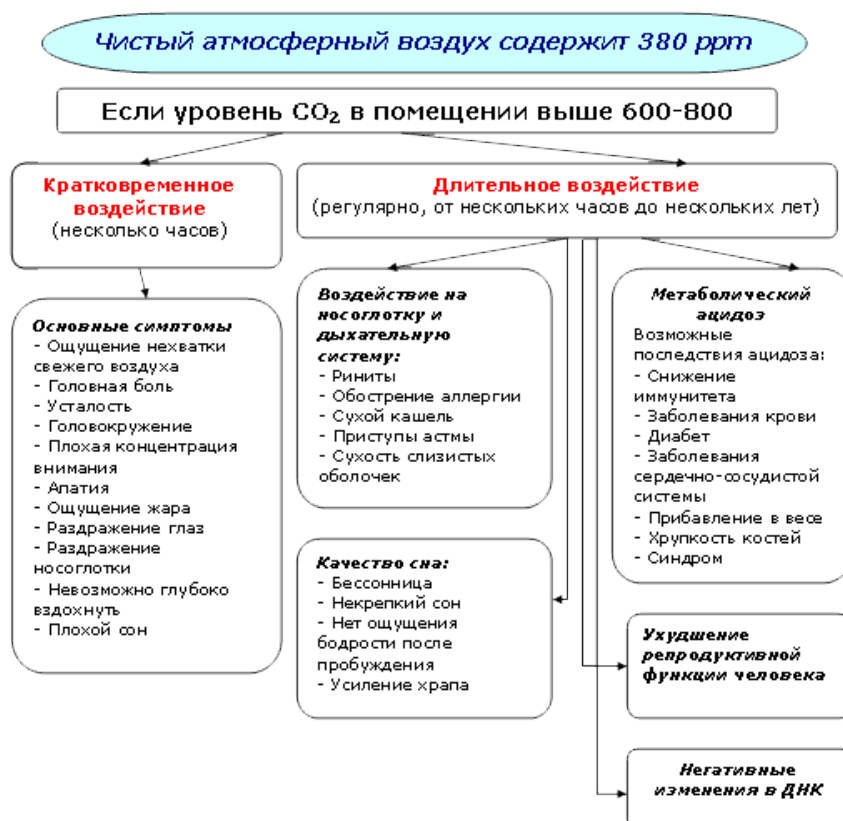 Чистый атмосферный воздух содержит 380 ppm
Если уровень CO₂ в помещении выше 600-800
Кратковременное
воздействие
(несколько часов)
Длительное воздействие
(регулярно, от нескольких часов до нескольких лет)
Основные симптомы
- Ощущение нехватки
свежего воздуха
- Головная боль
- Усталость
- Головокружение
- Плохая концентрация
внимания
- Апатия
- Ощущение жара
- Раздражение глаз
- Раздражение
носоглотки
- Невозможно глубоко
вздохнуть
- Плохой сон
Воздействие на
носоглотку и
дыхательную
систему:
- Риниты
- Обострение аллергии
- Сухой кашель
- Приступы астмы
- Сухость слизистых
оболочек
Метаболический
ацидоз
Возможные
последствия ацидоза:
- Снижение
иммунитета
- Заболевания крови
- Диабет
- Заболевания
сердечно-сосудистой
системы
- Прибавление в весе
- Хрупкость костей
- Синдром
Качество сна:
- Бессонница
- Некрепкий сон
- Нет ощущения
бодрости после
пробуждения
- Усиление храпа
Ухудшение
репродуктивной
функции человека
Негативные
изменения в ДНК